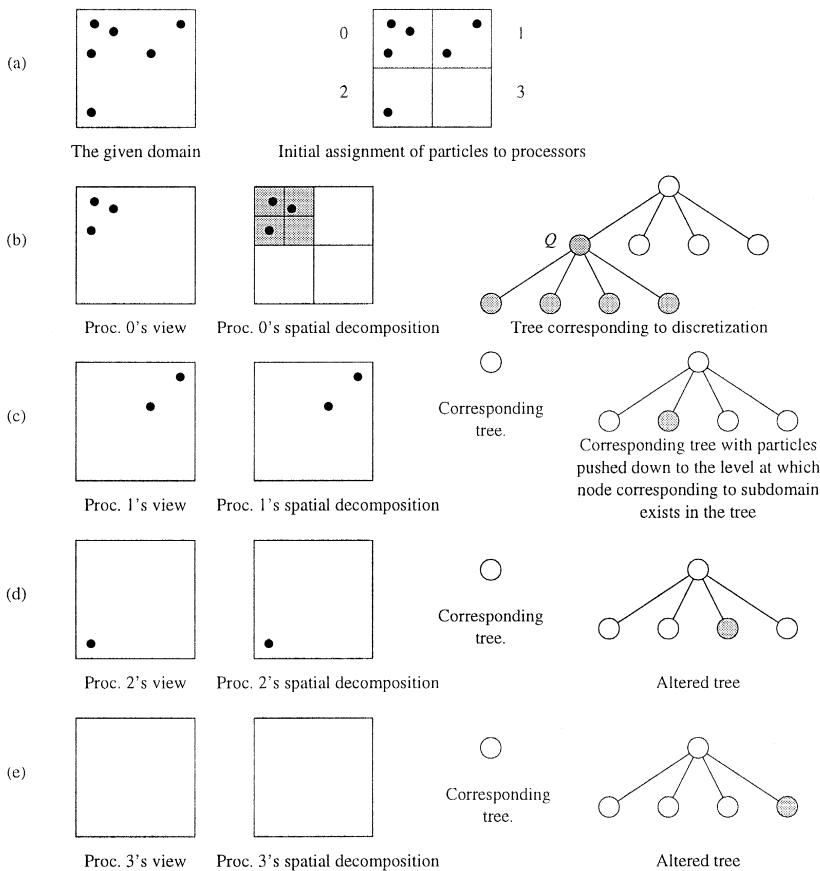 (a)
0
1
2
3
The given domain
Initial assignment of particles to processors
(b)
Q
Proc. 0's view
Proc. 0's spatial decomposition
Tree corresponding to discretization
(c)
Corresponding
tree.
Corresponding tree with particles
pushed down to the level at which
node corresponding to subdomain
exists in the tree
Proc. 1's view
Proc. 1's spatial decomposition
(d)
Corresponding
tree.
Proc. 2's view
Proc. 2's spatial decomposition
Altered tree
(e)
Corresponding
tree.
Proc. 3's view
Proc. 3's spatial decomposition
Altered tree